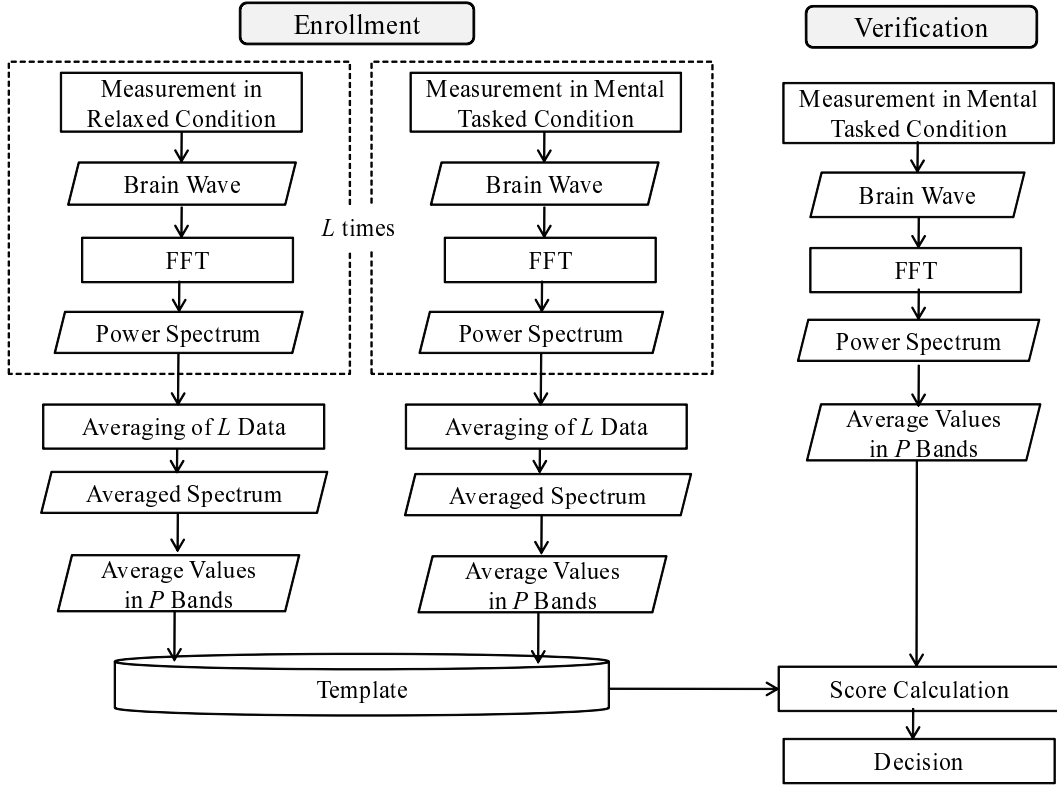 Enrollment
Verification
Measurement in
Relaxed Condition
Brain Wave
FFT
Power Spectrum
L times
Measurement in Mental
Tasked Condition
Brain Wave
FFT
Power Spectrum
Averaging of L Data
Averaged Spectrum
Average Values
in P Bands
Averaging of L Data
Averaged Spectrum
Average Values
in P Bands
Template
Measurement in Mental
Tasked Condition
Brain Wave
FFT
Power Spectrum
Average Values
in P Bands
Score Calculation
Decision